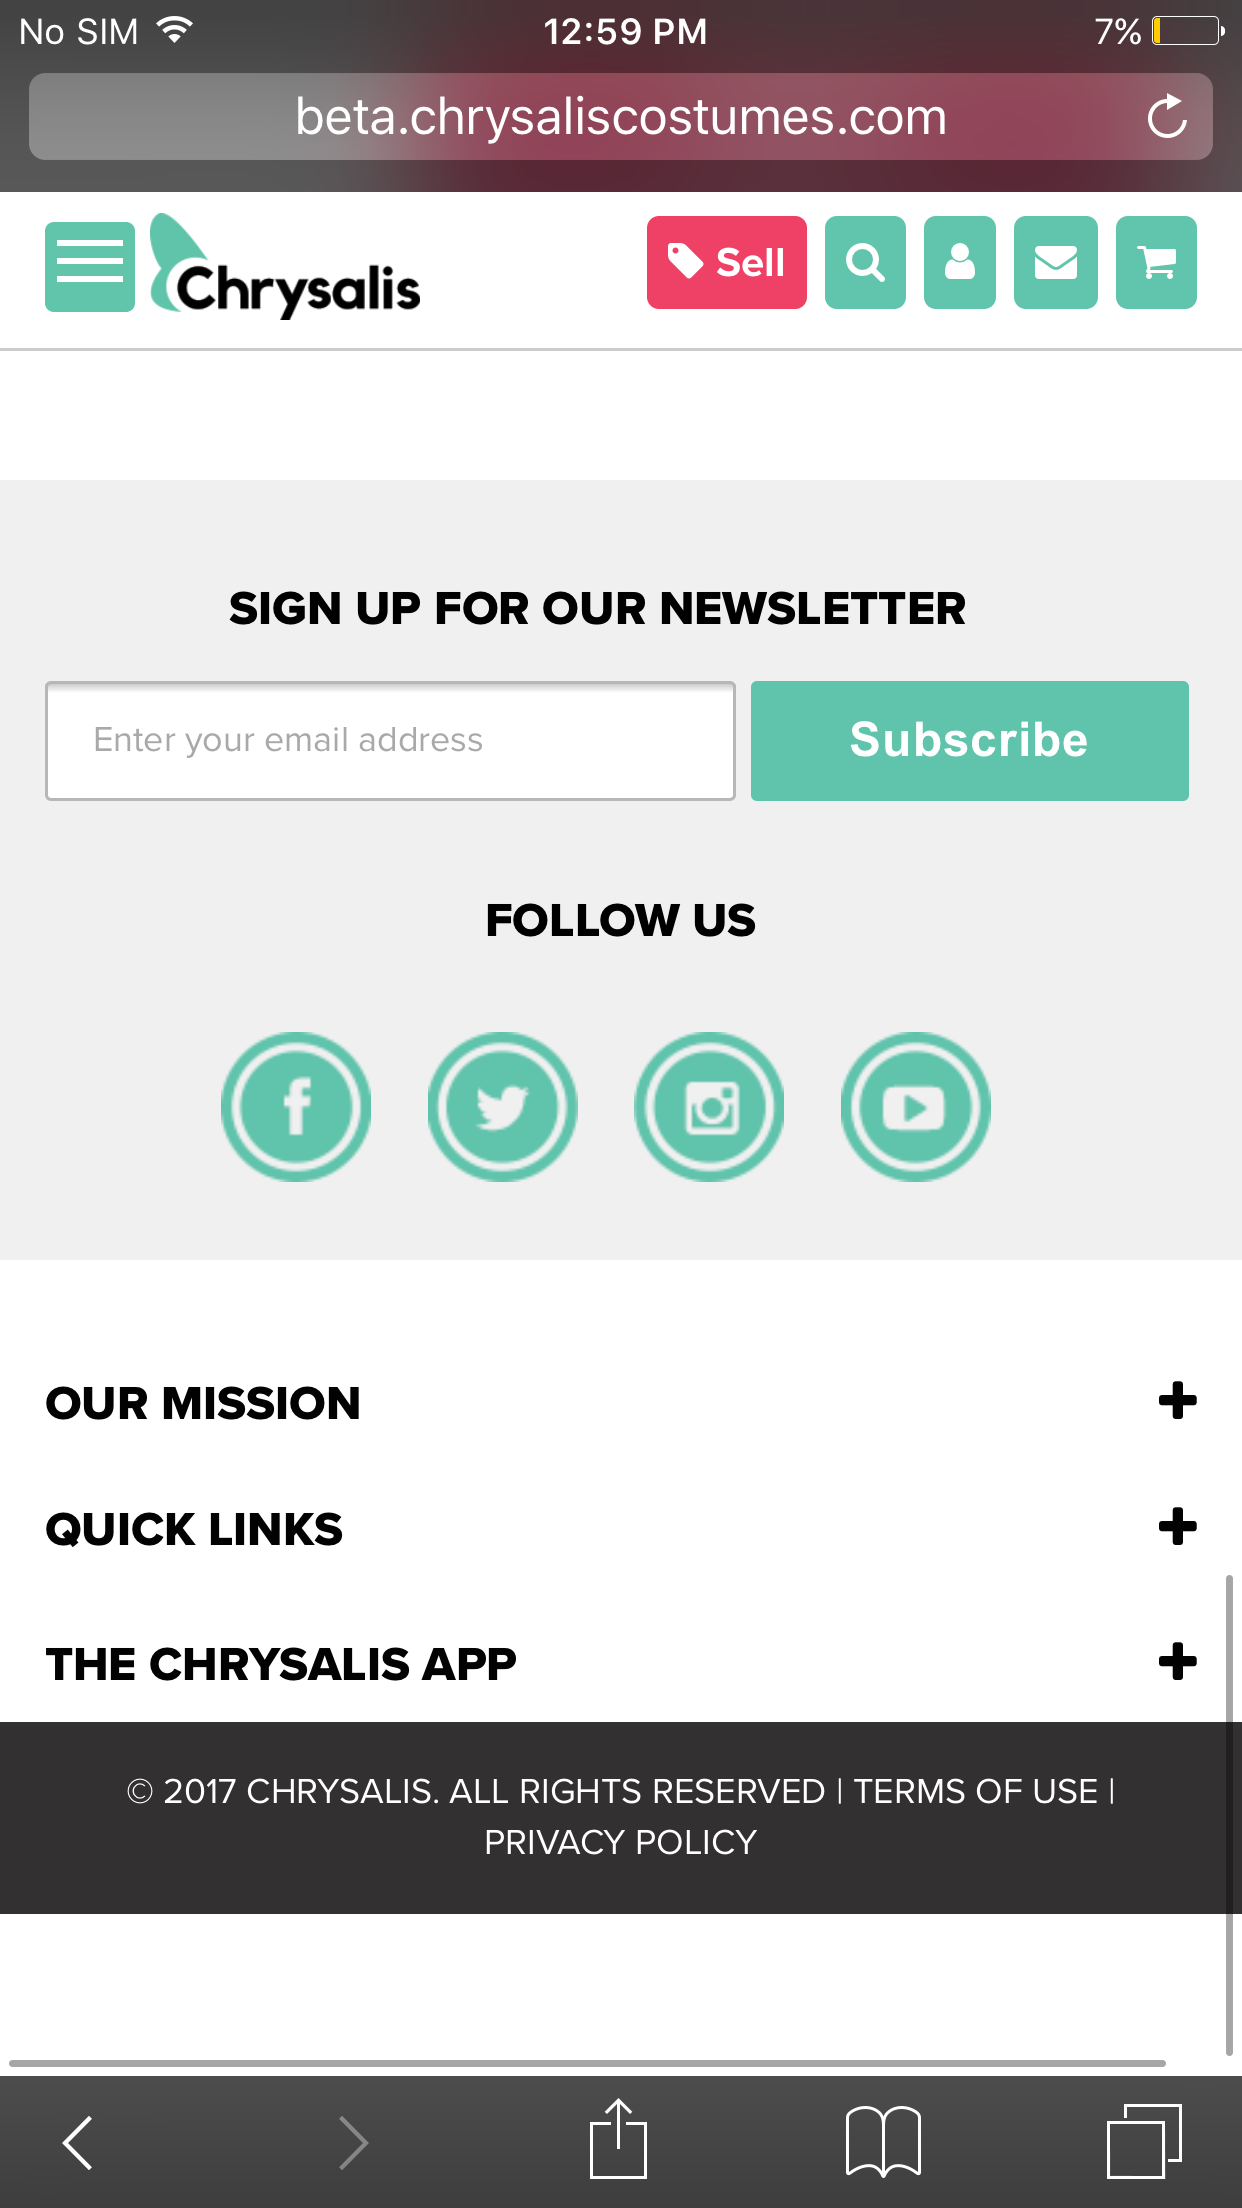 No SIM 12:59 PM 7%
beta.chrysaliscostumes.com
Chrysalis Sell
SIGN UP FOR OUR NEWSLETTER
Enter your email address Subscribe
FOLLOW US
OUR MISSION
QUICK LINKS
THE CHRYSALIS APP
© 2017 CHRYSALIS. ALL RIGHTS RESERVED | TERMS OF USE |
PRIVACY POLICY